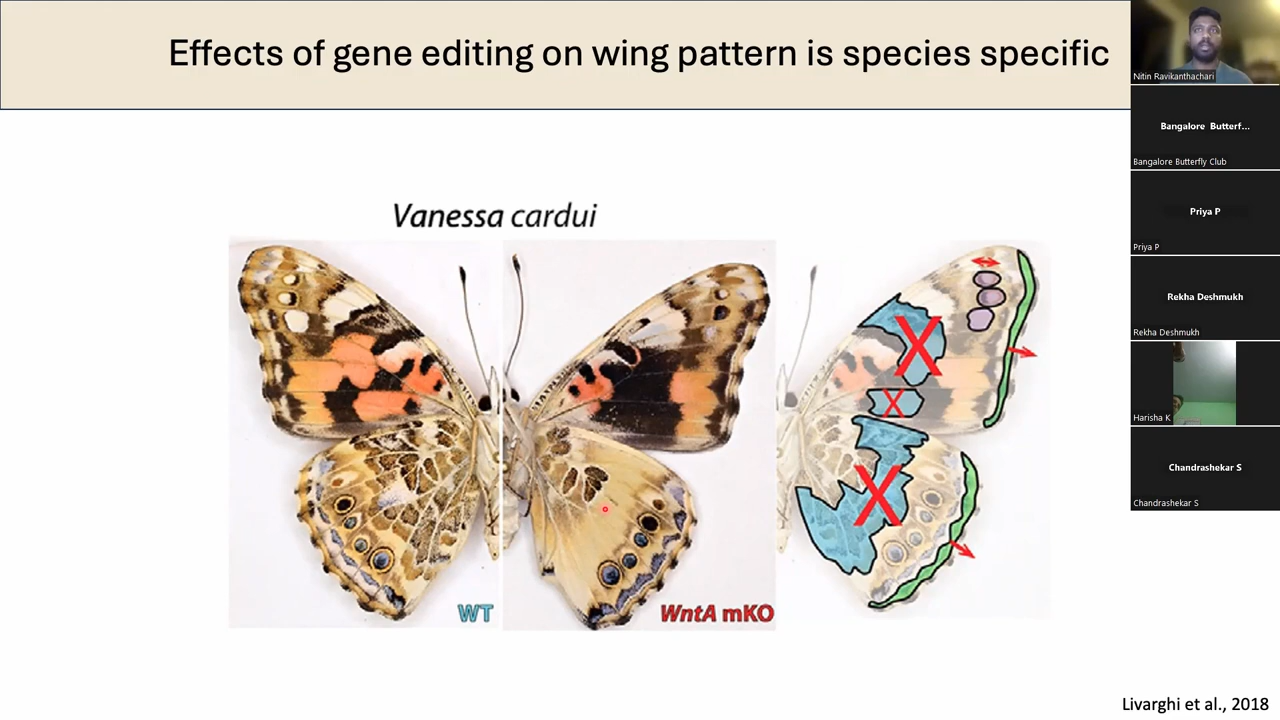 Effects of gene editing on wing pattern is species specific
Vanessa cardui
WT
WntA mKO
Livarghi et al., 2018
Nitin Ravikanthachari
Bangalore Butterf...
Bangalore Butterfly Club
Priya P
Priya P
Rekha Deshmukh
Rekha Deshmukh
Harisha K
Chandrashekar S
Chandrashekar S